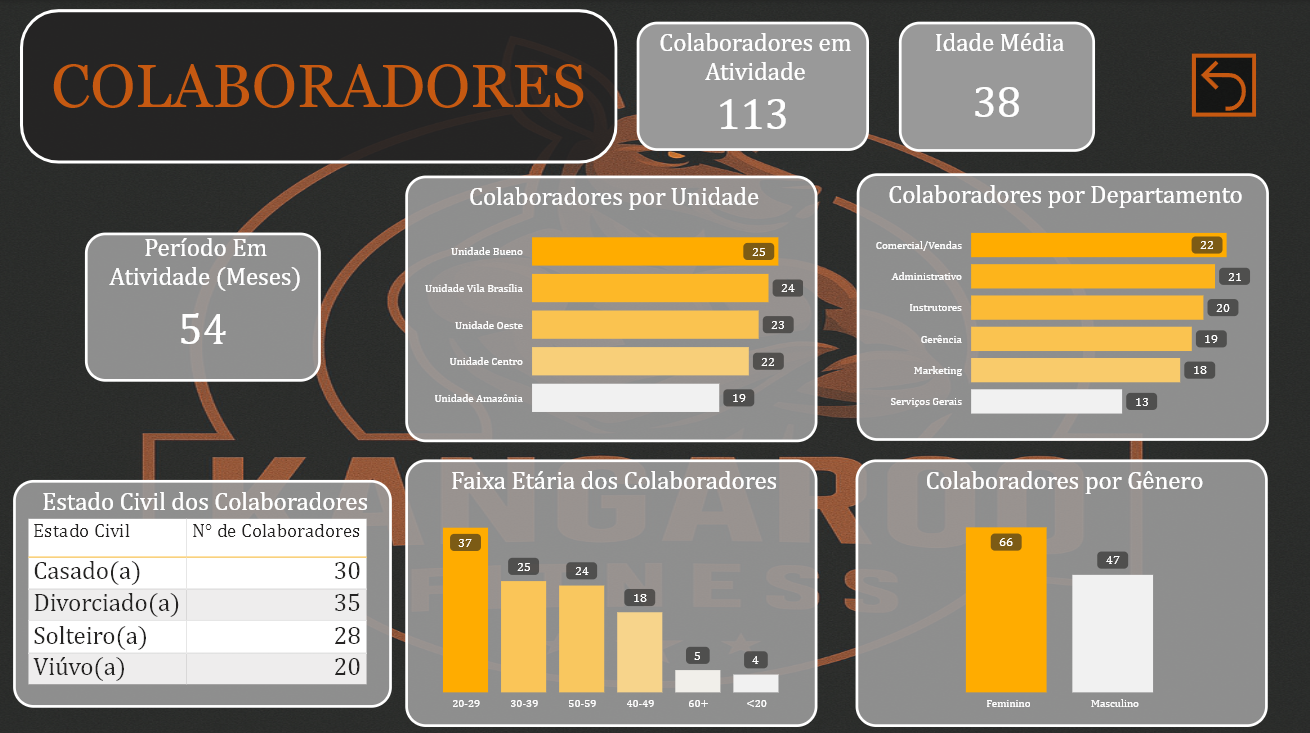 COLABORADORES
Colaboradores em
Atividade
113
Idade Média
38
Período Em
Atividade (Meses)
54
Colaboradores por Unidade
Unidade Bueno 25
Unidade Vila Brasília 24
Unidade Oeste 23
Unidade Centro 22
Unidade Amazônia 19
Colaboradores por Departamento
Comercial/Vendas 22
Administrativo 21
Instrutores 20
Gerência 19
Marketing 18
Serviços Gerais 13
Estado Civil dos Colaboradores
Estado Civil N° de Colaboradores
Casado(a) 30
Divorciado(a) 35
Solteiro(a) 28
Viúvo(a) 20
Faixa Etária dos Colaboradores
37 25 24 18 5 4
20-29 30-39 50-59 40-49 60+ <20
Colaboradores por Gênero
66 47
Feminino Masculino
KANGAROO
FITNESS